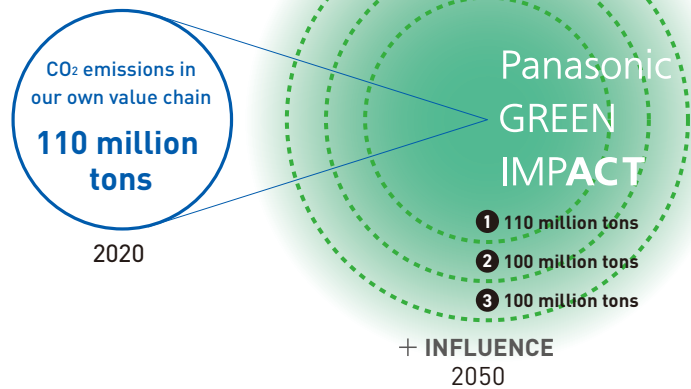 CO2 emissions in
our own value chain
110 million
tons
2020
Panasonic
GREEN
IMPACT
1 110 million tons
2 100 million tons
3 100 million tons
+ INFLUENCE
2050